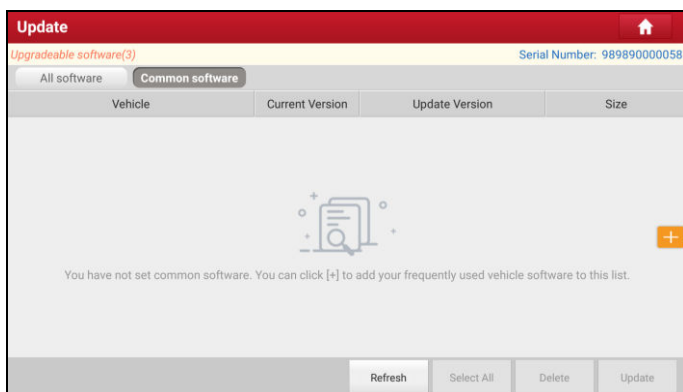 Update
Upgradeable software(3)
Serial Number: 989890000058
All software
Common software
Vehicle
Current Version
Update Version
Size
You have not set common software. You can click [+] to add your frequently used vehicle software to this list.
Refresh
Select All
Delete
Update